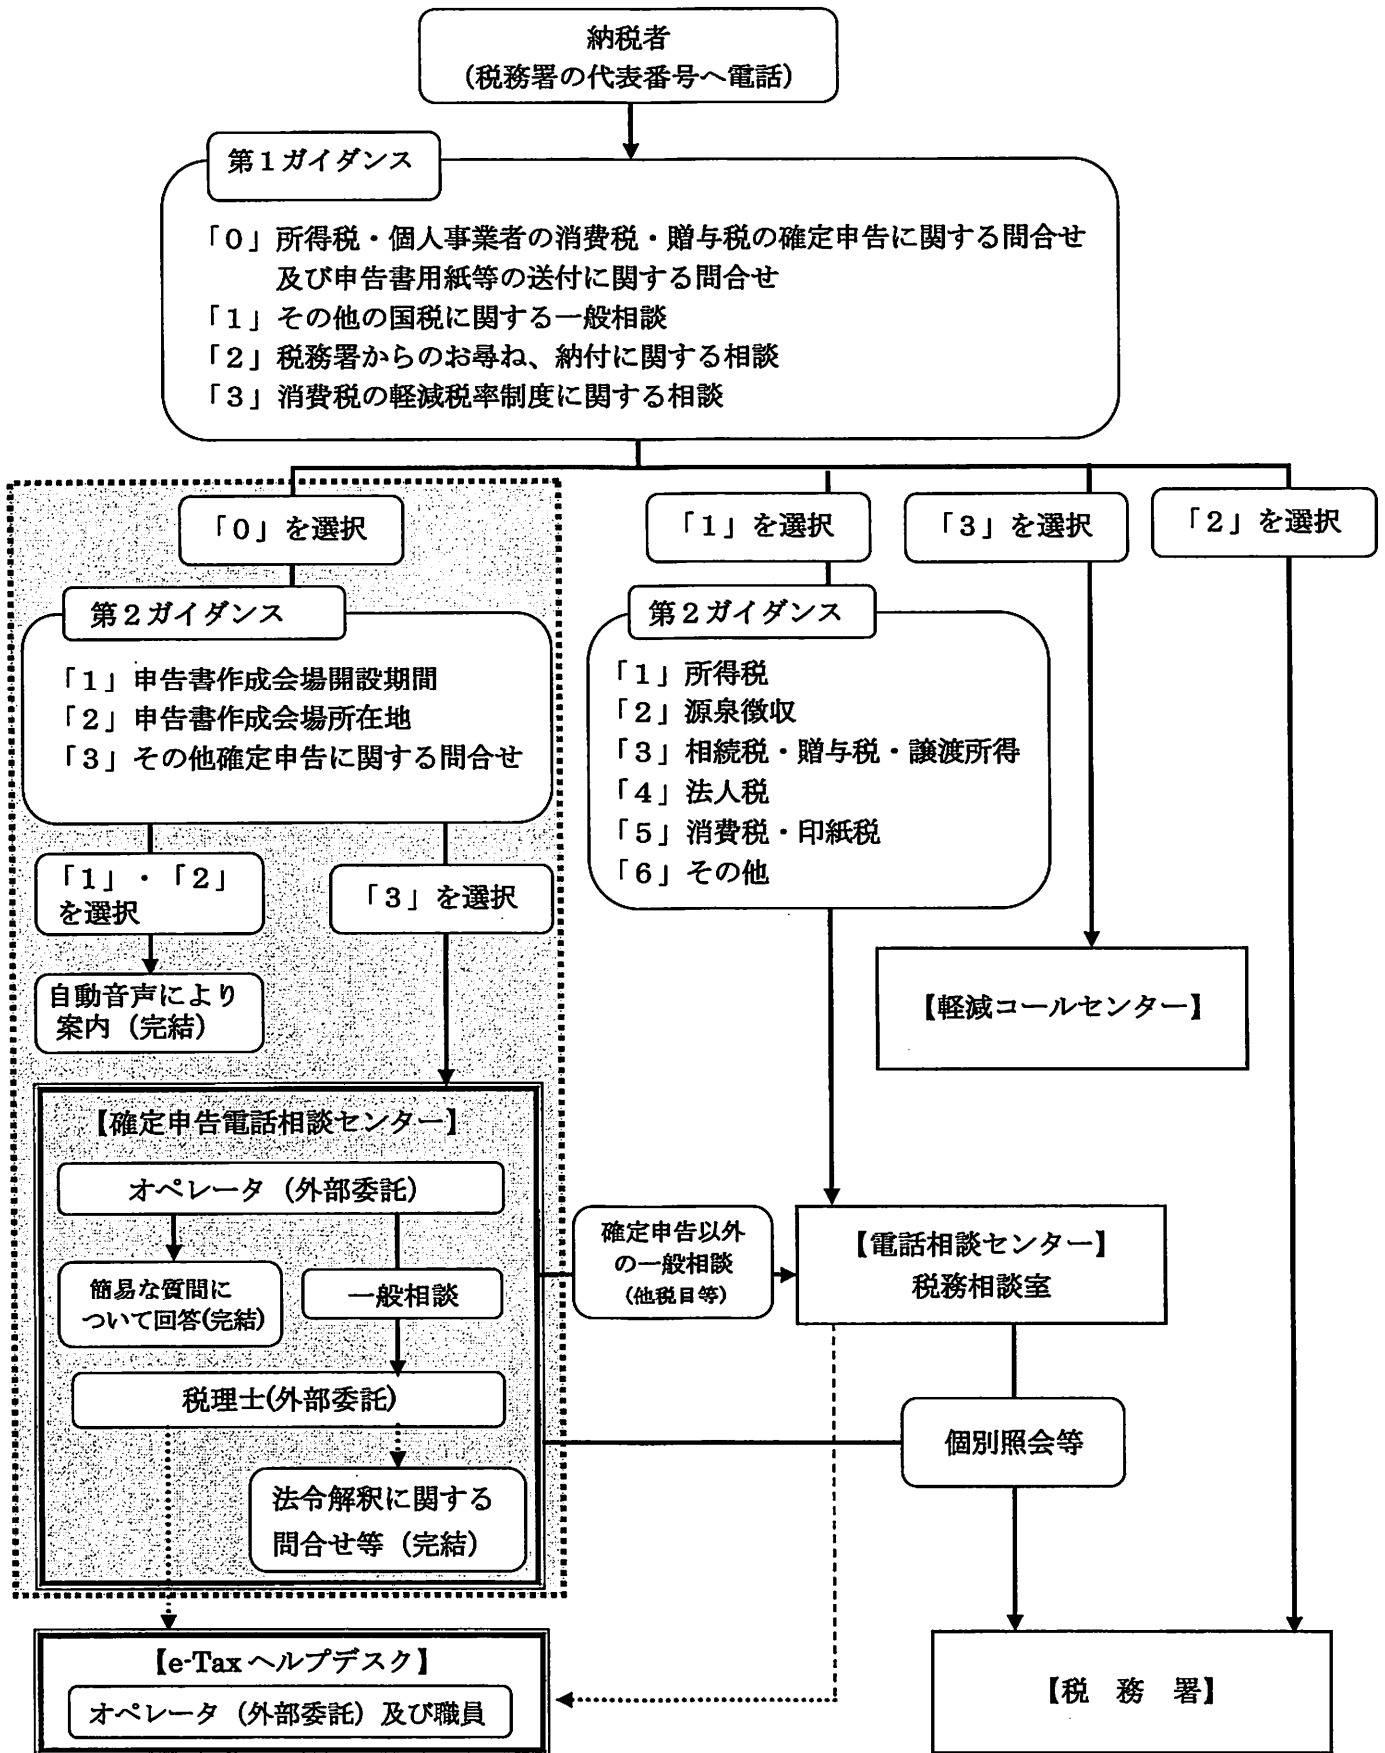 納税者
（税務署の代表番号へ電話）
第１ガイダンス
「０」所得税・個人事業者の消費税・贈与税の確定申告に関する問合せ
及び申告書用紙等の送付に関する問合せ
「１」その他の国税に関する一般相談
「２」税務署からのお尋ね、納付に関する相談
「３」消費税の軽減税率制度に関する相談
「０」を選択
「１」を選択
「３」を選択
「２」を選択
第２ガイダンス
「１」申告書作成会場開設期間
「２」申告書作成会場所在地
「３」その他確定申告に関する問合せ
第２ガイダンス
「１」所得税
「２」源泉徴収
「３」相続税・贈与税・譲渡所得
「４」法人税
「５」消費税・印紙税
「６」その他
「１」・「２」
を選択
「３」を選択
自動音声により
案内（完結）
【軽減コールセンター】
【確定申告電話相談センター】
オペレータ（外部委託）
簡易な質問に
ついて回答(完結)
一般相談
税理士(外部委託)
法令解釈に関する
問合せ等（完結）
確定申告以外
の一般相談
（他税目等）
【電話相談センター】
税務相談室
個別照会等
【e-Tax ヘルプデスク】
オペレータ（外部委託）及び職員
【税　務　署】